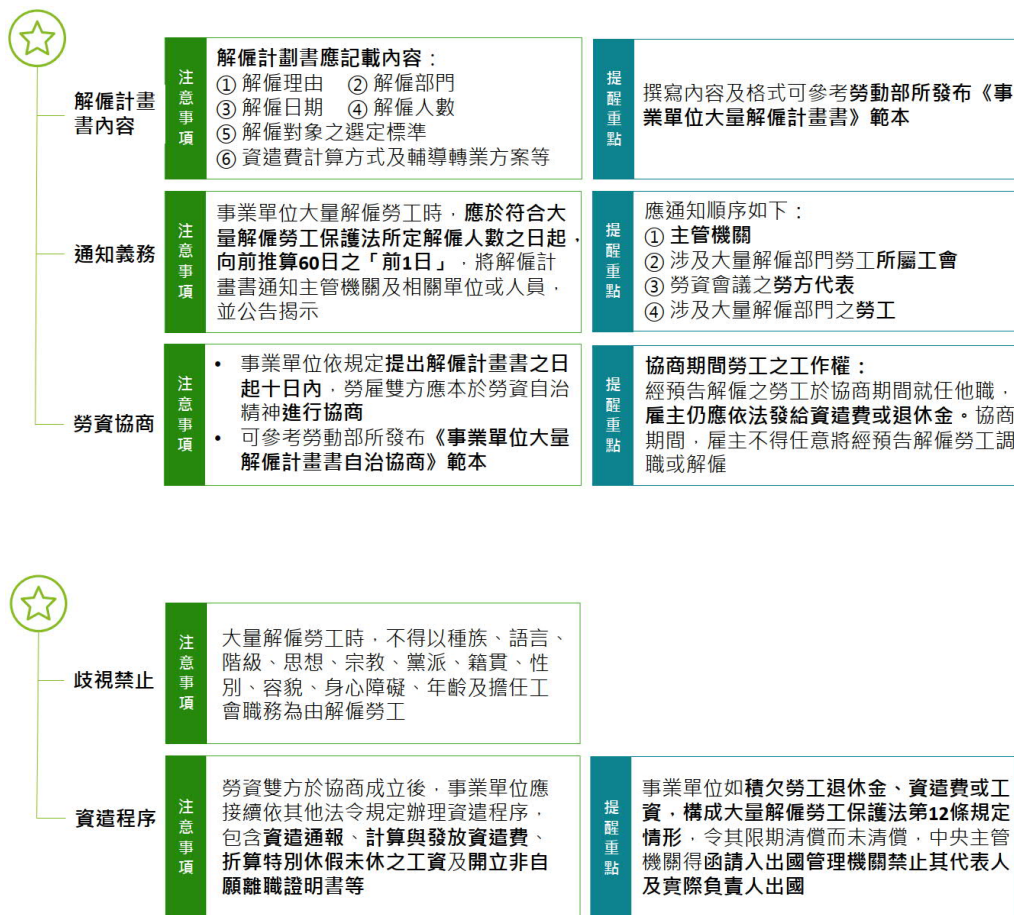 解僱計畫
書內容
注意事項
解僱計劃書應記載內容：
① 解僱理由 ② 解僱部門
③ 解僱日期 ④ 解僱人數
⑤ 解僱對象之選定標準
⑥ 資遣費計算方式及輔導轉業方案等
提醒重點
撰寫內容及格式可參考勞動部所發布《事
業單位大量解僱計畫書》範本
通知義務
注意事項
事業單位大量解僱勞工時，應於符合大
量解僱勞工保護法所定解僱人數之日起，
向前推算60日之「前1日」，將解僱計
畫書通知主管機關及相關單位或人員，
並公告揭示
提醒重點
應通知順序如下：
① 主管機關
② 涉及大量解僱部門勞工所屬工會
③ 勞資會議之勞方代表
④ 涉及大量解僱部門之勞工
勞資協商
注意事項
• 事業單位依規定提出解僱計畫書之日
起十日內，勞雇雙方應本於勞資自治
精神進行協商
• 可參考勞動部所發布《事業單位大量
解僱計畫書自治協商》範本
提醒重點
協商期間勞工之工作權：
經預告解僱之勞工於協商期間就任他職，
雇主仍應依法發給資遣費或退休金。協商
期間，雇主不得任意將經預告解僱勞工調
職或解僱
歧視禁止
注意事項
大量解僱勞工時，不得以種族、語言、
階級、思想、宗教、黨派、籍貫、性
別、容貌、身心障礙、年齡及擔任工
會職務為由解僱勞工
資遣程序
注意事項
勞資雙方於協商成立後，事業單位應
接續依其他法令規定辦理資遣程序，
包含資遣通報、計算與發放資遣費、
折算特別休假未休之工資及開立非自
願離職證明書等
提醒重點
事業單位如積欠勞工退休金、資遣費或工
資，構成大量解僱勞工保護法第12條規定
情形，令其限期清償而未清償，中央主管
機關得函請入出國管理機關禁止其代表人
及實際負責人出國